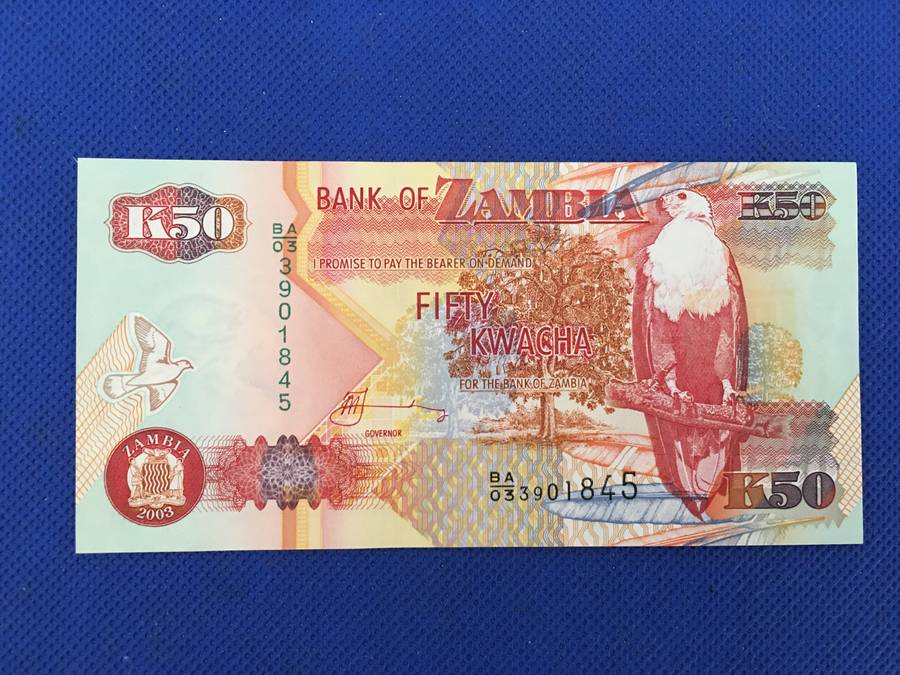 BANK OF ZAMBIA
K50
K50
BA/03 3901845
I PROMISE TO PAY THE BEARER ON DEMAND
FIFTY
KWACHA
FOR THE BANK OF ZAMBIA
GOVERNOR
ZAMBIA
2003
BA/03 3901845
K50